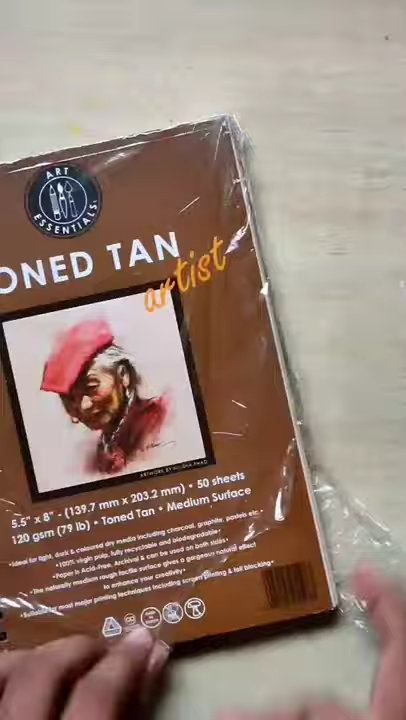 ART
ESSENTIALS
ONED TAN
artist
ARTWORK BY NILISHA PHAD
5.5" x 8" - (139.7 mm x 203.2 mm) • 50 sheets
120 gsm (79 lb) • Toned Tan • Medium Surface
•Ideal for light, dark & coloured dry media including charcoal, graphite, pastels etc.•
•100% virgin pulp, fully recyclable and biodegradable•
•Paper is Acid-Free, Archival & can be used on both sides•
•The naturally medium rough tactile surface gives a gorgeous natural effect
to enhance your creativity•
•Suitable for most major printing techniques including screen printing & foil blocking•